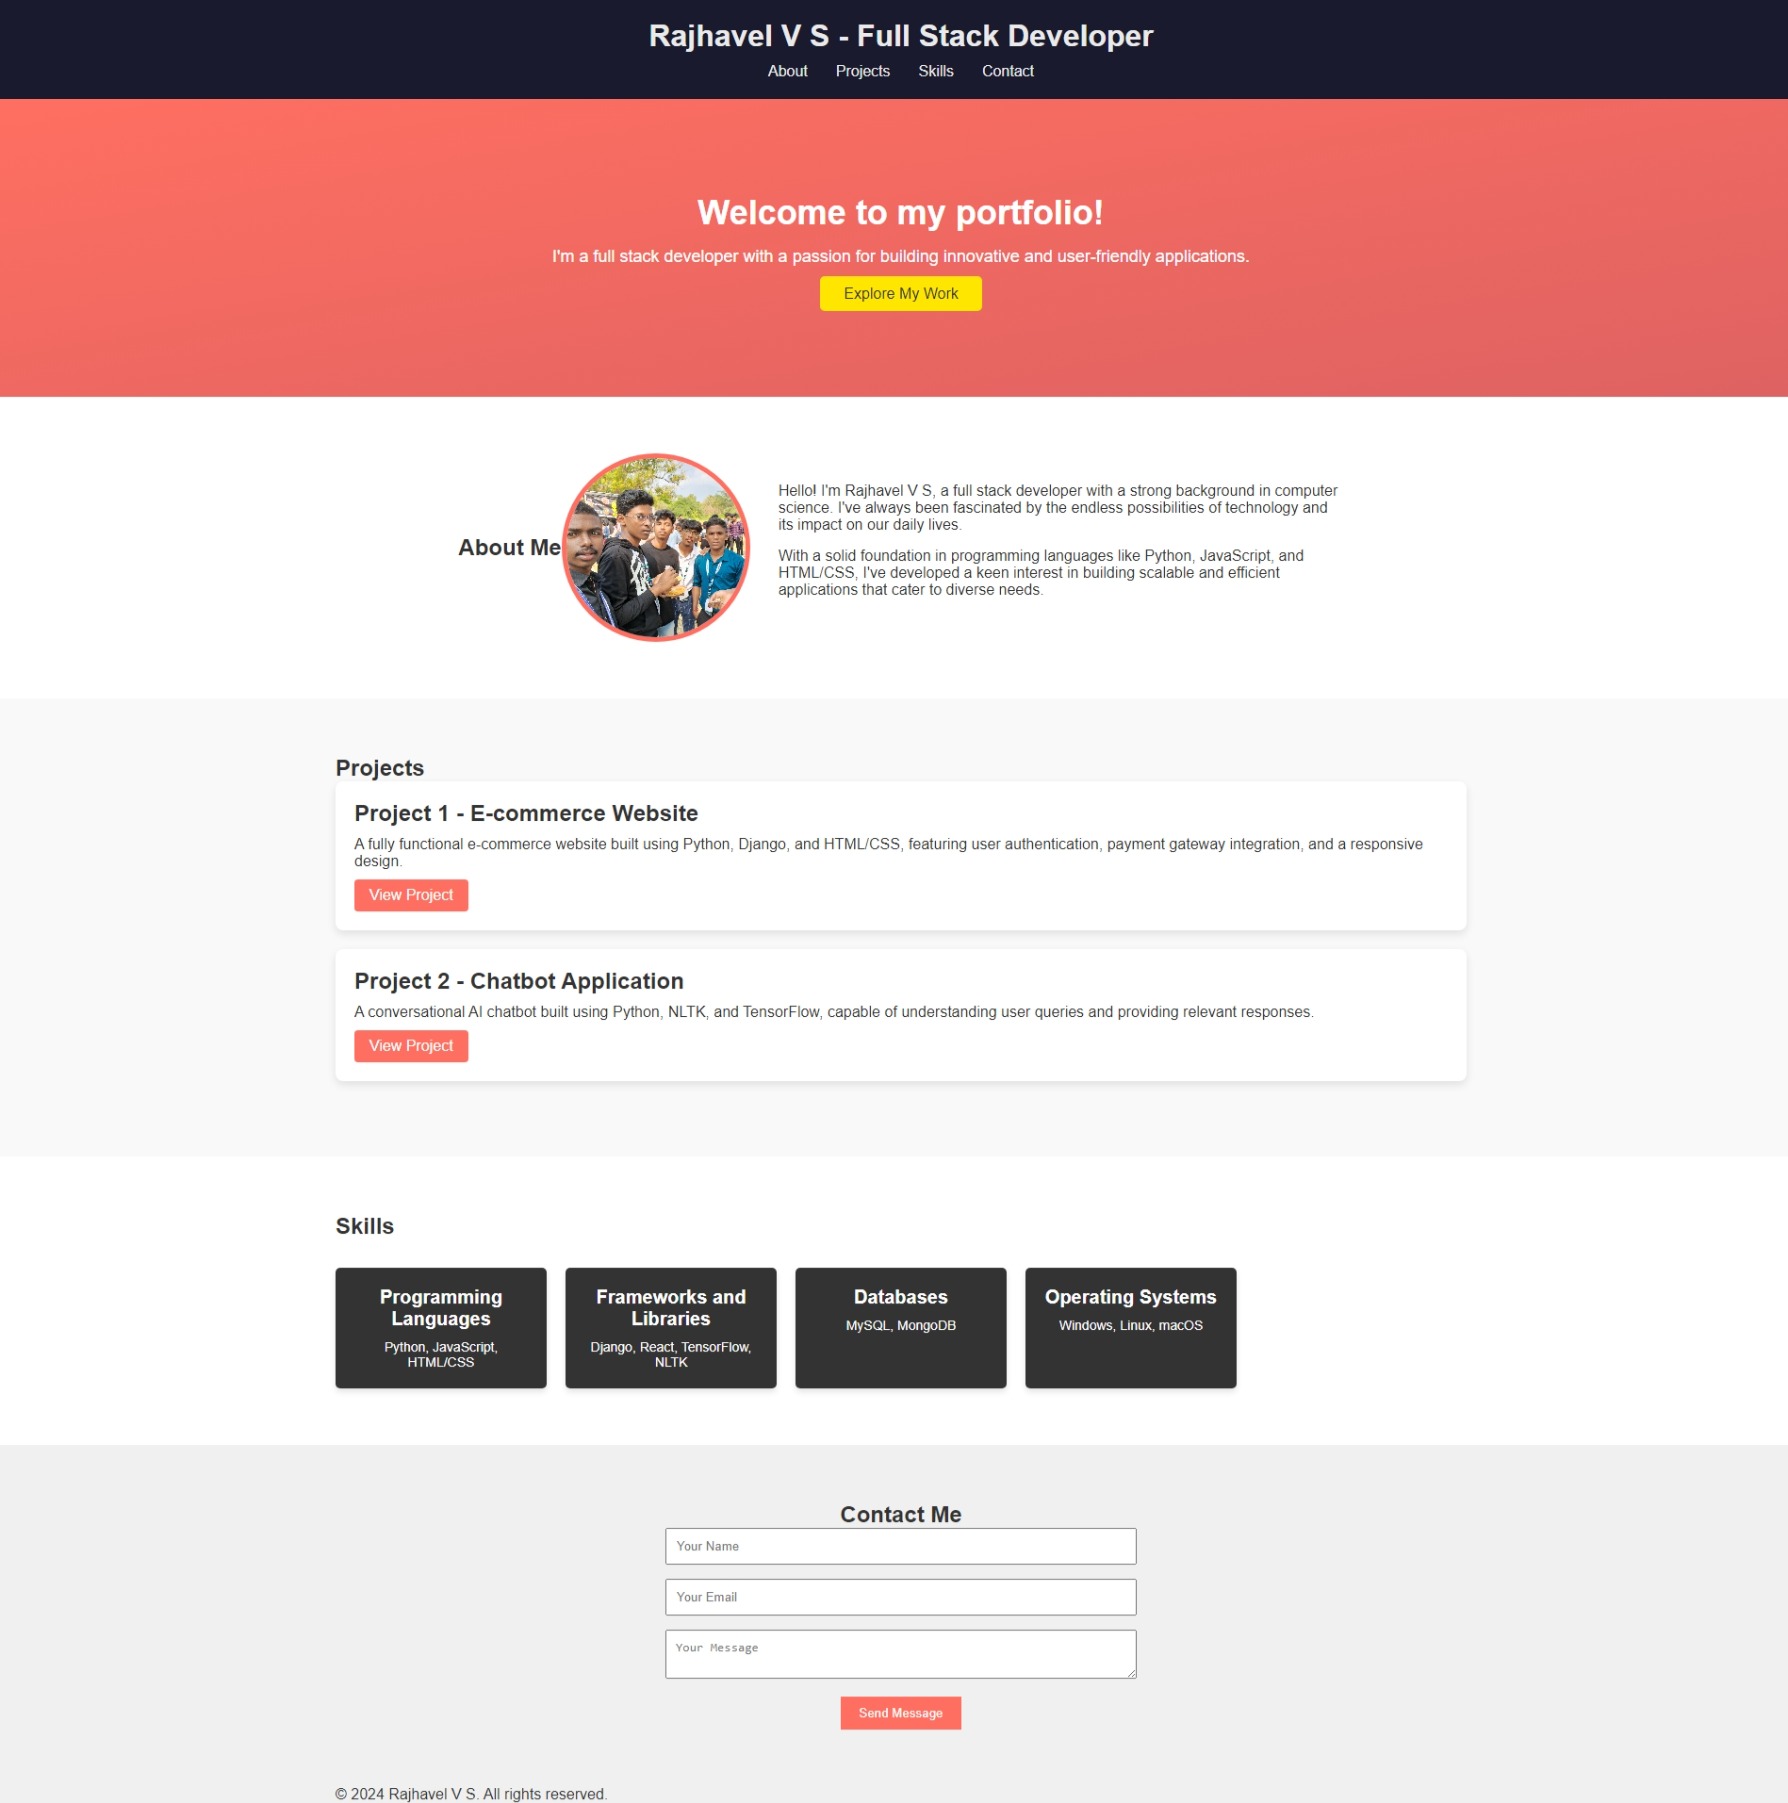 Rajhavel V S - Full Stack Developer
About Projects Skills Contact
Welcome to my portfolio!
I'm a full stack developer with a passion for building innovative and user-friendly applications.
Explore My Work
About Me
Hello! I'm Rajhavel V S, a full stack developer with a strong background in computer
science. I've always been fascinated by the endless possibilities of technology and
its impact on our daily lives.
With a solid foundation in programming languages like Python, JavaScript, and
HTML/CSS, I've developed a keen interest in building scalable and efficient
applications that cater to diverse needs.
Projects
Project 1 - E-commerce Website
A fully functional e-commerce website built using Python, Django, and HTML/CSS, featuring user authentication, payment gateway integration, and a responsive
design.
View Project
Project 2 - Chatbot Application
A conversational AI chatbot built using Python, NLTK, and TensorFlow, capable of understanding user queries and providing relevant responses.
View Project
Skills
Programming
Languages
Python, JavaScript,
HTML/CSS
Frameworks and
Libraries
Django, React, TensorFlow,
NLTK
Databases
MySQL, MongoDB
Operating Systems
Windows, Linux, macOS
Contact Me
Your Name
Your Email
Your Message
Send Message
© 2024 Rajhavel V S. All rights reserved.